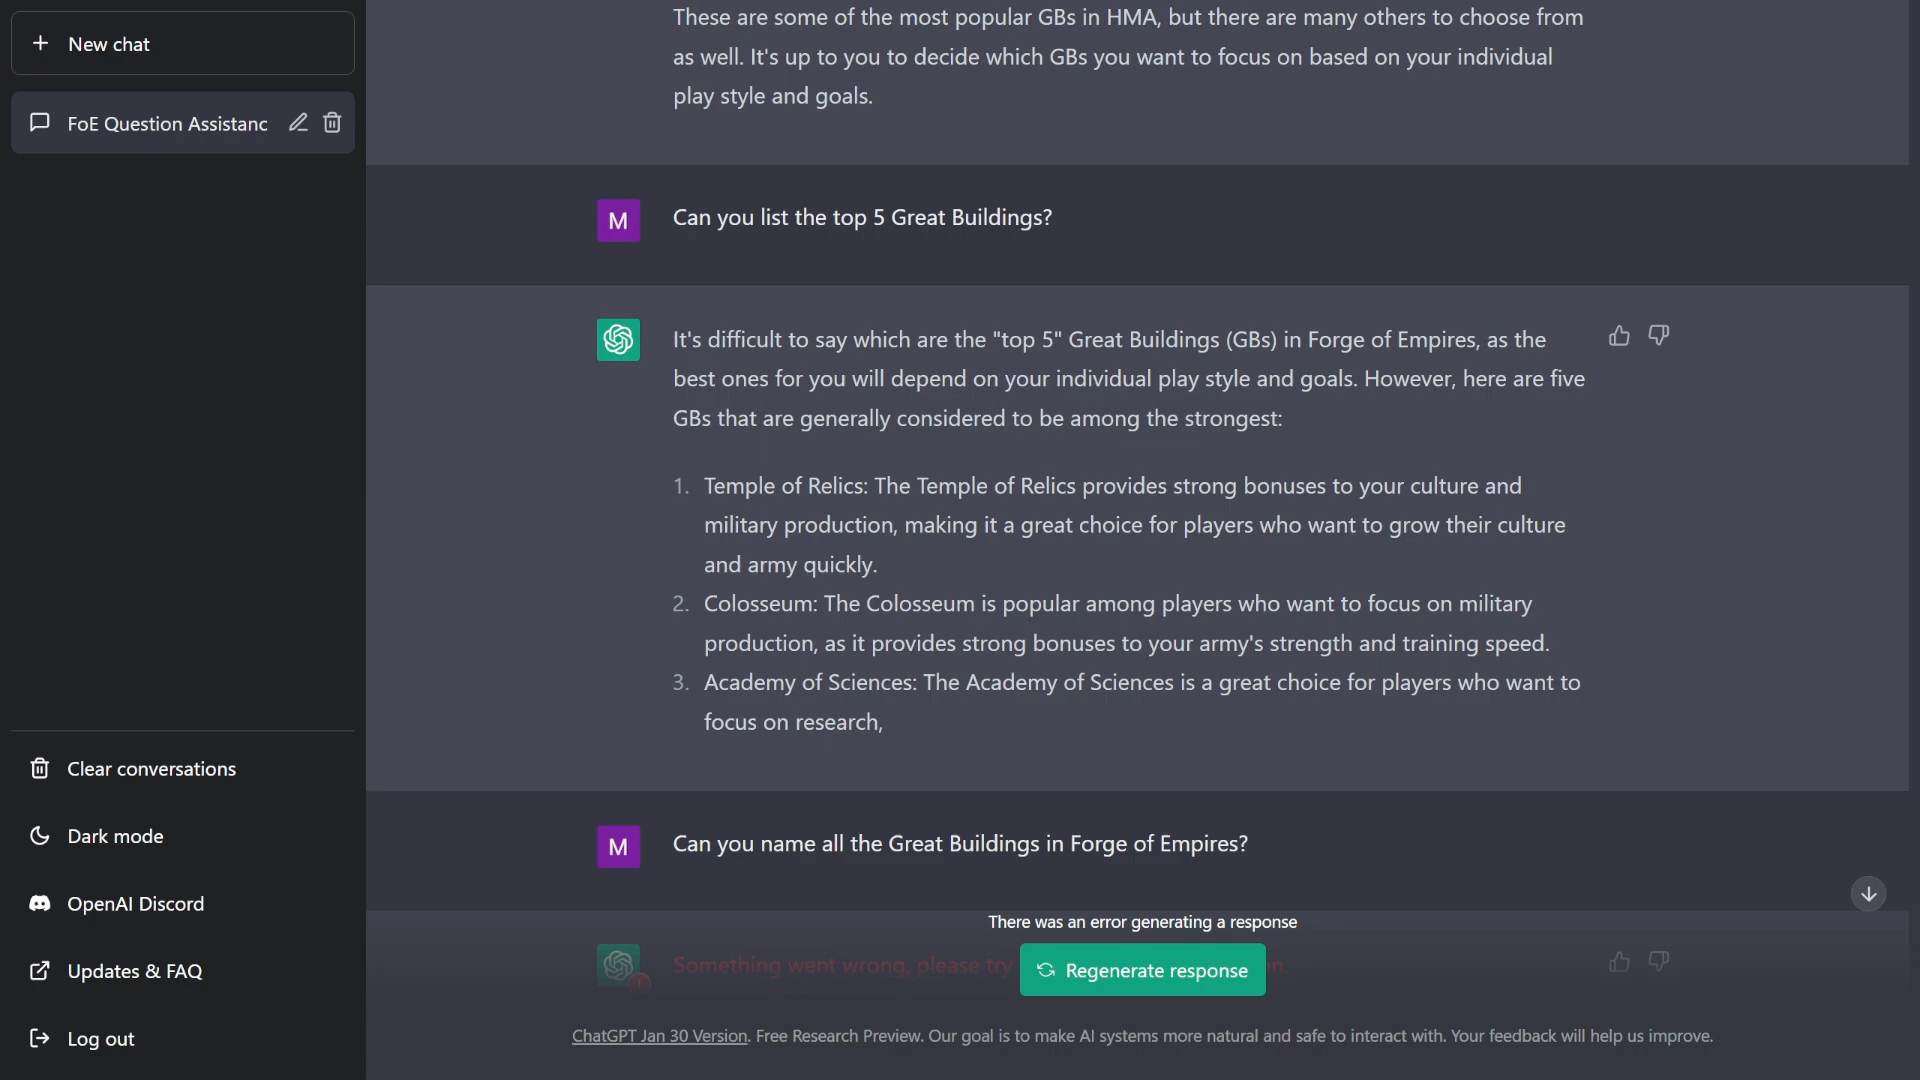 New chat
FoE Question Assistanc
These are some of the most popular GBs in HMA, but there are many others to choose from
as well. It's up to you to decide which GBs you want to focus on based on your individual
play style and goals.
M
Can you list the top 5 Great Buildings?
It's difficult to say which are the "top 5" Great Buildings (GBs) in Forge of Empires, as the
best ones for you will depend on your individual play style and goals. However, here are five
GBs that are generally considered to be among the strongest:
1. Temple of Relics: The Temple of Relics provides strong bonuses to your culture and
military production, making it a great choice for players who want to grow their culture
and army quickly.
2. Colosseum: The Colosseum is popular among players who want to focus on military
production, as it provides strong bonuses to your army's strength and training speed.
3. Academy of Sciences: The Academy of Sciences is a great choice for players who want to
focus on research,
M
Can you name all the Great Buildings in Forge of Empires?
There was an error generating a response
Something went wrong, please try
Regenerate response
Clear conversations
Dark mode
OpenAI Discord
Updates & FAQ
Log out
ChatGPT Jan 30 Version. Free Research Preview. Our goal is to make AI systems more natural and safe to interact with. Your feedback will help us improve.